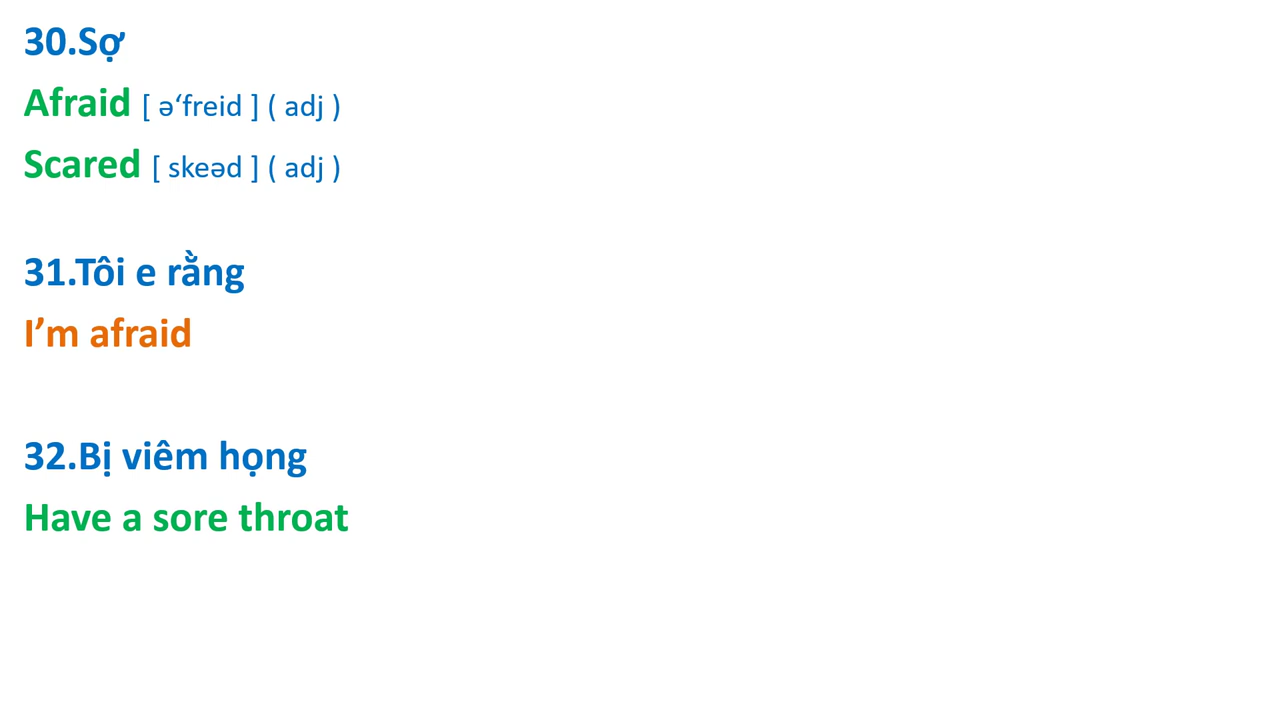 30.Sợ
Afraid [ ə‘freid ] ( adj )
Scared [ skeəd ] ( adj )
31.Tôi e rằng
I’m afraid
32.Bị viêm họng
Have a sore throat